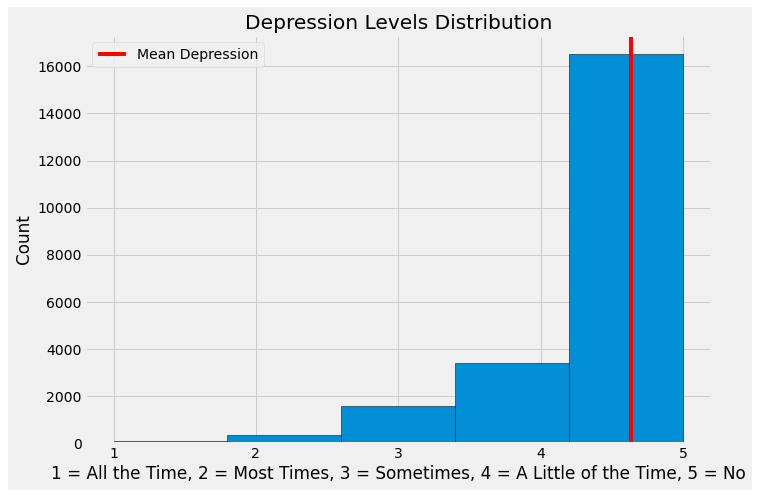 Depression Levels Distribution
Mean Depression
16000
14000
12000
10000
8000
6000
4000
2000
0
Count
1 2 3 4 5
1 = All the Time, 2 = Most Times, 3 = Sometimes, 4 = A Little of the Time, 5 = No